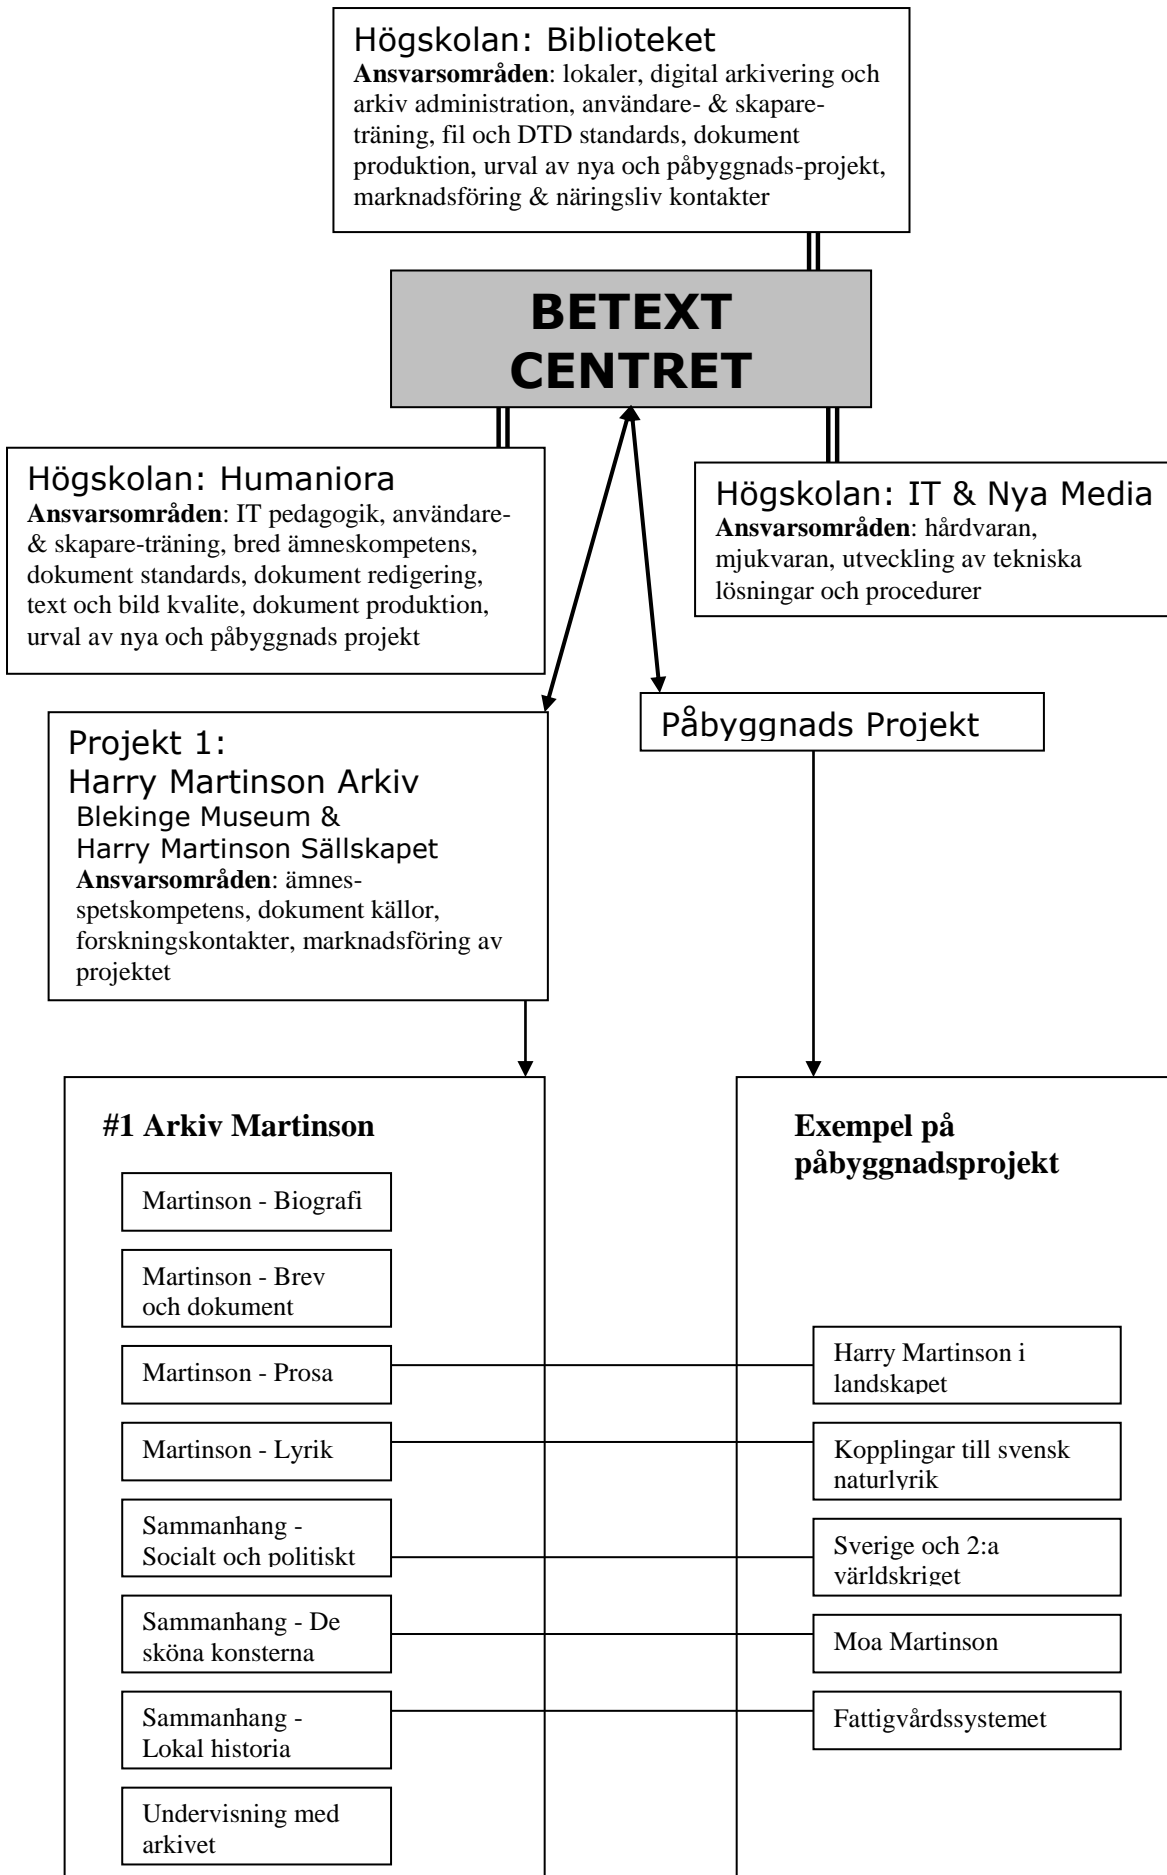 Högskolan: Biblioteket
Ansvarsområden: lokaler, digital arkivering och
arkiv administration, användare- & skapare-
träning, fil och DTD standards, dokument
produktion, urval av nya och påbyggnads-projekt,
marknadsföring & näringsliv kontakter
BETEXT
CENTRET
Högskolan: Humaniora
Ansvarsområden: IT pedagogik, användare-
& skapare-träning, bred ämneskompetens,
dokument standards, dokument redigering,
text och bild kvalite, dokument produktion,
urval av nya och påbyggnads projekt
Högskolan: IT & Nya Media
Ansvarsområden: hårdvaran,
mjukvaran, utveckling av tekniska
lösningar och procedurer
Projekt 1:
Harry Martinson Arkiv
Blekinge Museum &
Harry Martinson Sällskapet
Ansvarsområden: ämnes-
spetskompetens, dokument källor,
forskningskontakter, marknadsföring av
projektet
Påbyggnads Projekt
#1 Arkiv Martinson
Martinson - Biografi
Martinson - Brev
och dokument
Martinson - Prosa
Martinson - Lyrik
Sammanhang -
Socialt och politiskt
Sammanhang - De
sköna konsterna
Sammanhang -
Lokal historia
Undervisning med
arkivet
Exempel på
påbyggnadsprojekt
Harry Martinson i
landskapet
Kopplingar till svensk
naturlyrik
Sverige och 2:a
världskriget
Moa Martinson
Fattigvårdssystemet